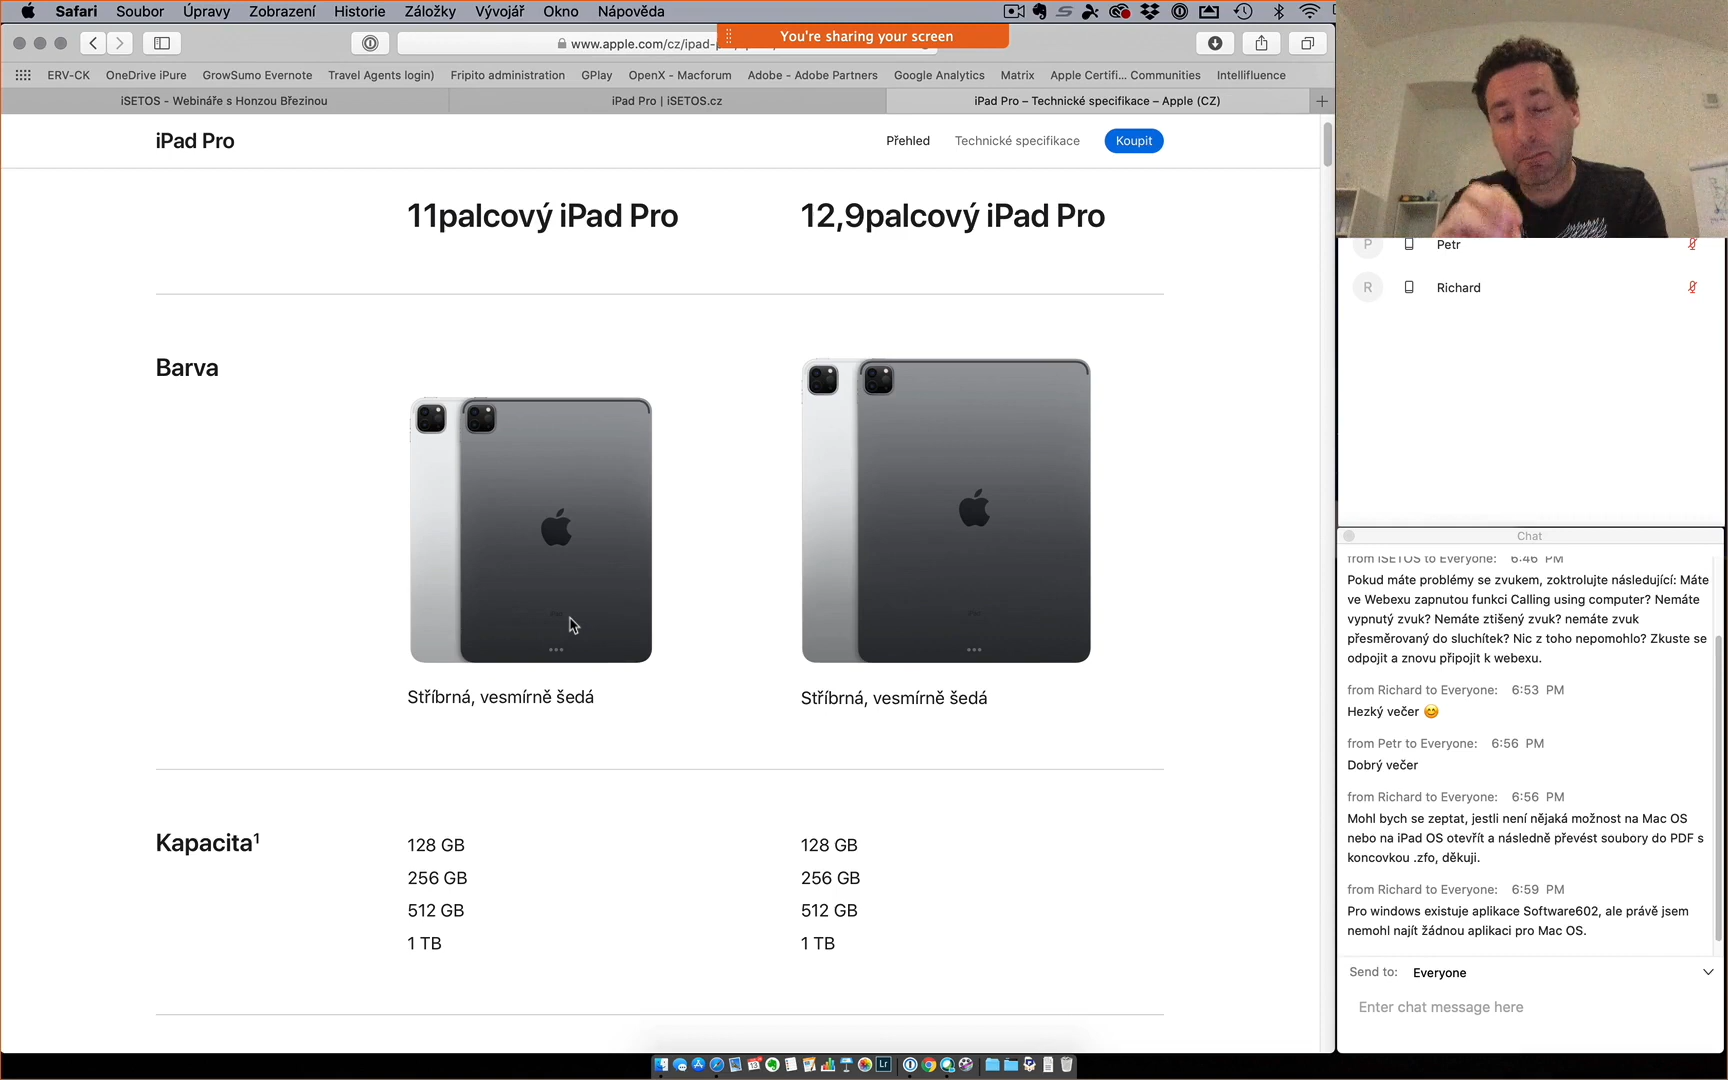 Safari Soubor Úpravy Zobrazení Historie Záložky Vývojář Okno Nápověda
www.apple.com/cz/ipad-p
You're sharing your screen
ERV-CK OneDrive iPure GrowSumo Evernote Travel Agents login) Fripito administration GPlay OpenX - Macforum Adobe - Adobe Partners Google Analytics Matrix Apple Certifi... Communities Intellifluence
iSETOS - Webináře s Honzou Březinou
iPad Pro | iSETOS.cz
iPad Pro – Technické specifikace – Apple (CZ)
iPad Pro
Přehled
Technické specifikace
Koupit
11palcový iPad Pro
12,9palcový iPad Pro
Barva
Stříbrná, vesmírně šedá
Stříbrná, vesmírně šedá
Kapacita¹
128 GB
256 GB
512 GB
1 TB
128 GB
256 GB
512 GB
1 TB
P Petr
R Richard
Chat
from iSETOS to Everyone: 6:46 PM
Pokud máte problémy se zvukem, zoktrolujte následující: Máte
ve Webexu zapnutou funkci Calling using computer? Nemáte
vypnutý zvuk? Nemáte ztišený zvuk? nemáte zvuk
přesměrovaný do sluchítek? Nic z toho nepomohlo? Zkuste se
odpojit a znovu připojit k webexu.
from Richard to Everyone: 6:53 PM
Hezký večer 😊
from Petr to Everyone: 6:56 PM
Dobrý večer
from Richard to Everyone: 6:56 PM
Mohl bych se zeptat, jestli není nějaká možnost na Mac OS
nebo na iPad OS otevřít a následně převést soubory do PDF s
koncovkou .zfo, děkuji.
from Richard to Everyone: 6:59 PM
Pro windows existuje aplikace Software602, ale právě jsem
nemohl najít žádnou aplikaci pro Mac OS.
Send to: Everyone
Enter chat message here
Lr